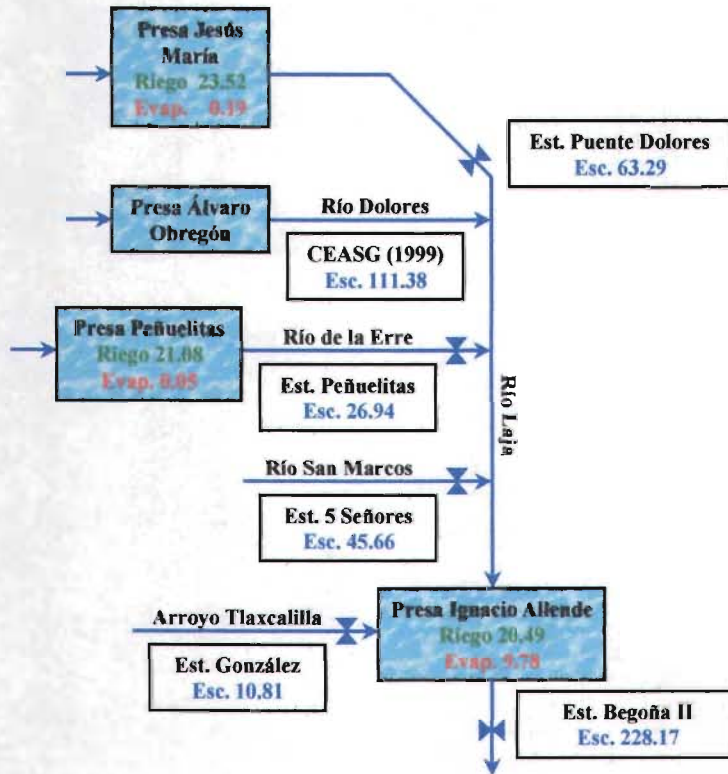 Presa Jesús
María
Riego 23.52
Evap. 0.19
Est. Puente Dolores
Esc. 63.29
Presa Álvaro
Obregón
Río Dolores
CEASG (1999)
Esc. 111.38
Presa Peñuelitas
Riego 21.08
Evap. 0.05
Río de la Erre
Est. Peñuelitas
Esc. 26.94
Río Laja
Río San Marcos
Est. 5 Señores
Esc. 45.66
Arroyo Tlaxcalilla
Est. González
Esc. 10.81
Presa Ignacio Allende
Riego 20.49
Evap. 9.78
Est. Begoña II
Esc. 228.17